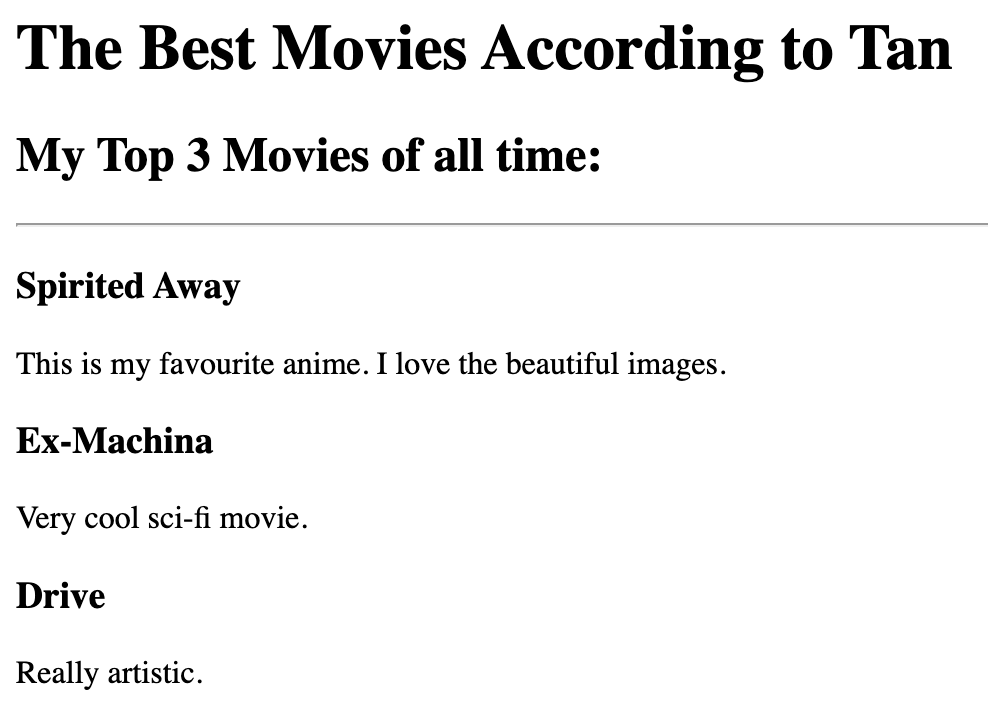 The Best Movies According to Tan
My Top 3 Movies of all time:
Spirited Away
This is my favourite anime. I love the beautiful images.
Ex-Machina
Very cool sci-fi movie.
Drive
Really artistic.